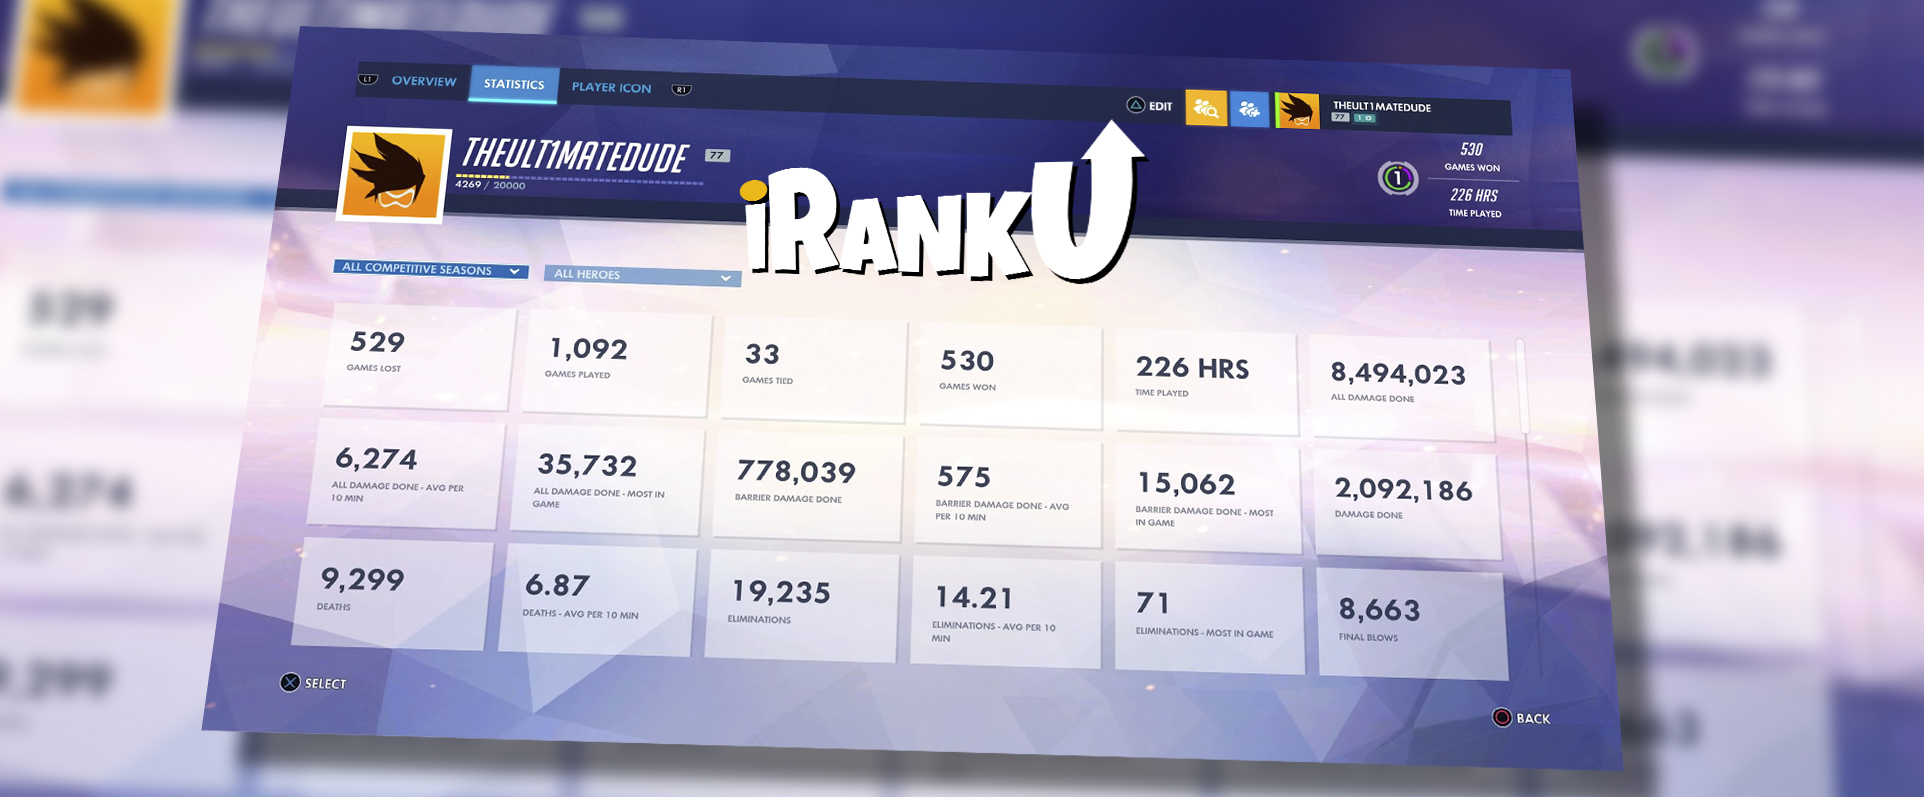 L1 OVERVIEW STATISTICS PLAYER ICON R1
EDIT
THEULT1MATEDUDE
77
THEULT1MATEDUDE 77
4269 / 20000
iRANKU
1
530
GAMES WON
226 HRS
TIME PLAYED
ALL COMPETITIVE SEASONS ALL HEROES
529
GAMES LOST
1,092
GAMES PLAYED
33
GAMES TIED
530
GAMES WON
226 HRS
TIME PLAYED
8,494,023
ALL DAMAGE DONE
6,274
ALL DAMAGE DONE - AVG PER
10 MIN
35,732
ALL DAMAGE DONE - MOST IN
GAME
778,039
BARRIER DAMAGE DONE
575
BARRIER DAMAGE DONE - AVG
PER 10 MIN
15,062
BARRIER DAMAGE DONE - MOST
IN GAME
2,092,186
DAMAGE DONE
9,299
DEATHS
6.87
DEATHS - AVG PER 10 MIN
19,235
ELIMINATIONS
14.21
ELIMINATIONS - AVG PER 10
MIN
71
ELIMINATIONS - MOST IN GAME
8,663
FINAL BLOWS
SELECT
BACK